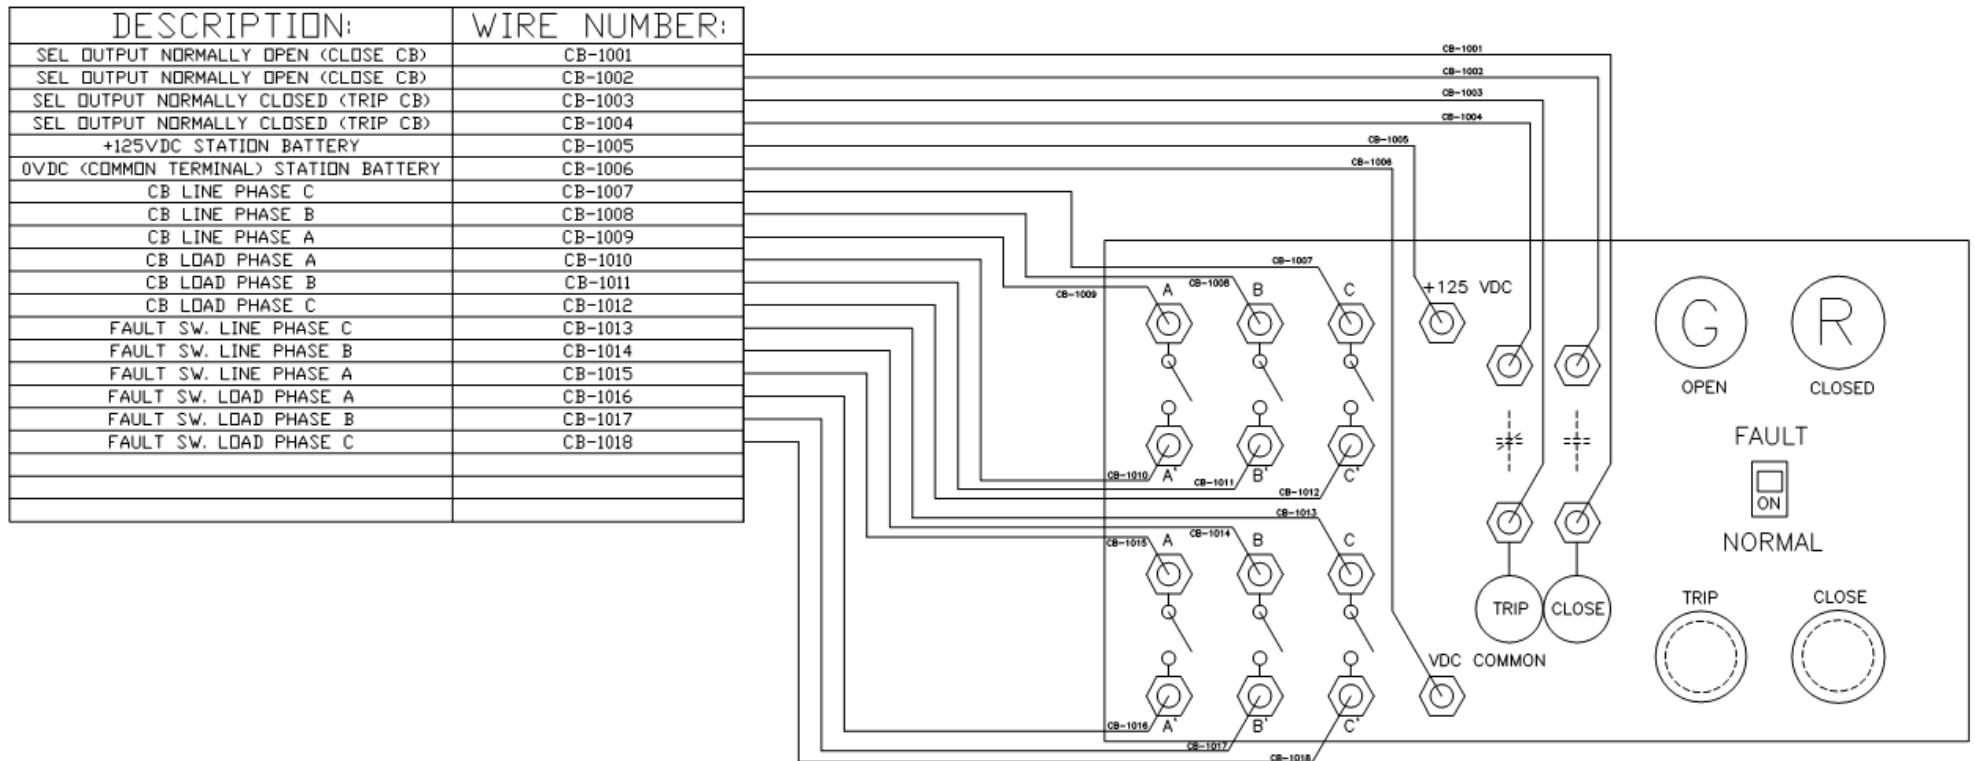 DESCRIPTION: WIRE NUMBER:
SEL OUTPUT NORMALLY OPEN (CLOSE CB) CB-1001
SEL OUTPUT NORMALLY OPEN (CLOSE CB) CB-1002
SEL OUTPUT NORMALLY CLOSED (TRIP CB) CB-1003
SEL OUTPUT NORMALLY CLOSED (TRIP CB) CB-1004
+125VDC STATION BATTERY CB-1005
0VDC (COMMON TERMINAL) STATION BATTERY CB-1006
CB LINE PHASE C CB-1007
CB LINE PHASE B CB-1008
CB LINE PHASE A CB-1009
CB LOAD PHASE A CB-1010
CB LOAD PHASE B CB-1011
CB LOAD PHASE C CB-1012
FAULT SW. LINE PHASE C CB-1013
FAULT SW. LINE PHASE B CB-1014
FAULT SW. LINE PHASE A CB-1015
FAULT SW. LOAD PHASE A CB-1016
FAULT SW. LOAD PHASE B CB-1017
FAULT SW. LOAD PHASE C CB-1018
CB-1001
CB-1002
CB-1003
CB-1004
CB-1005
CB-1006
CB-1007
CB-1008
CB-1009
A B C
+125 VDC
G R
OPEN CLOSED
CB-1010 A' CB-1011 B' C'
CB-1012
CB-1013
CB-1014
CB-1015
A B C
FAULT
ON
NORMAL
TRIP CLOSE
TRIP CLOSE
VDC COMMON
CB-1016 A' B' C'
CB-1017
CB-1018